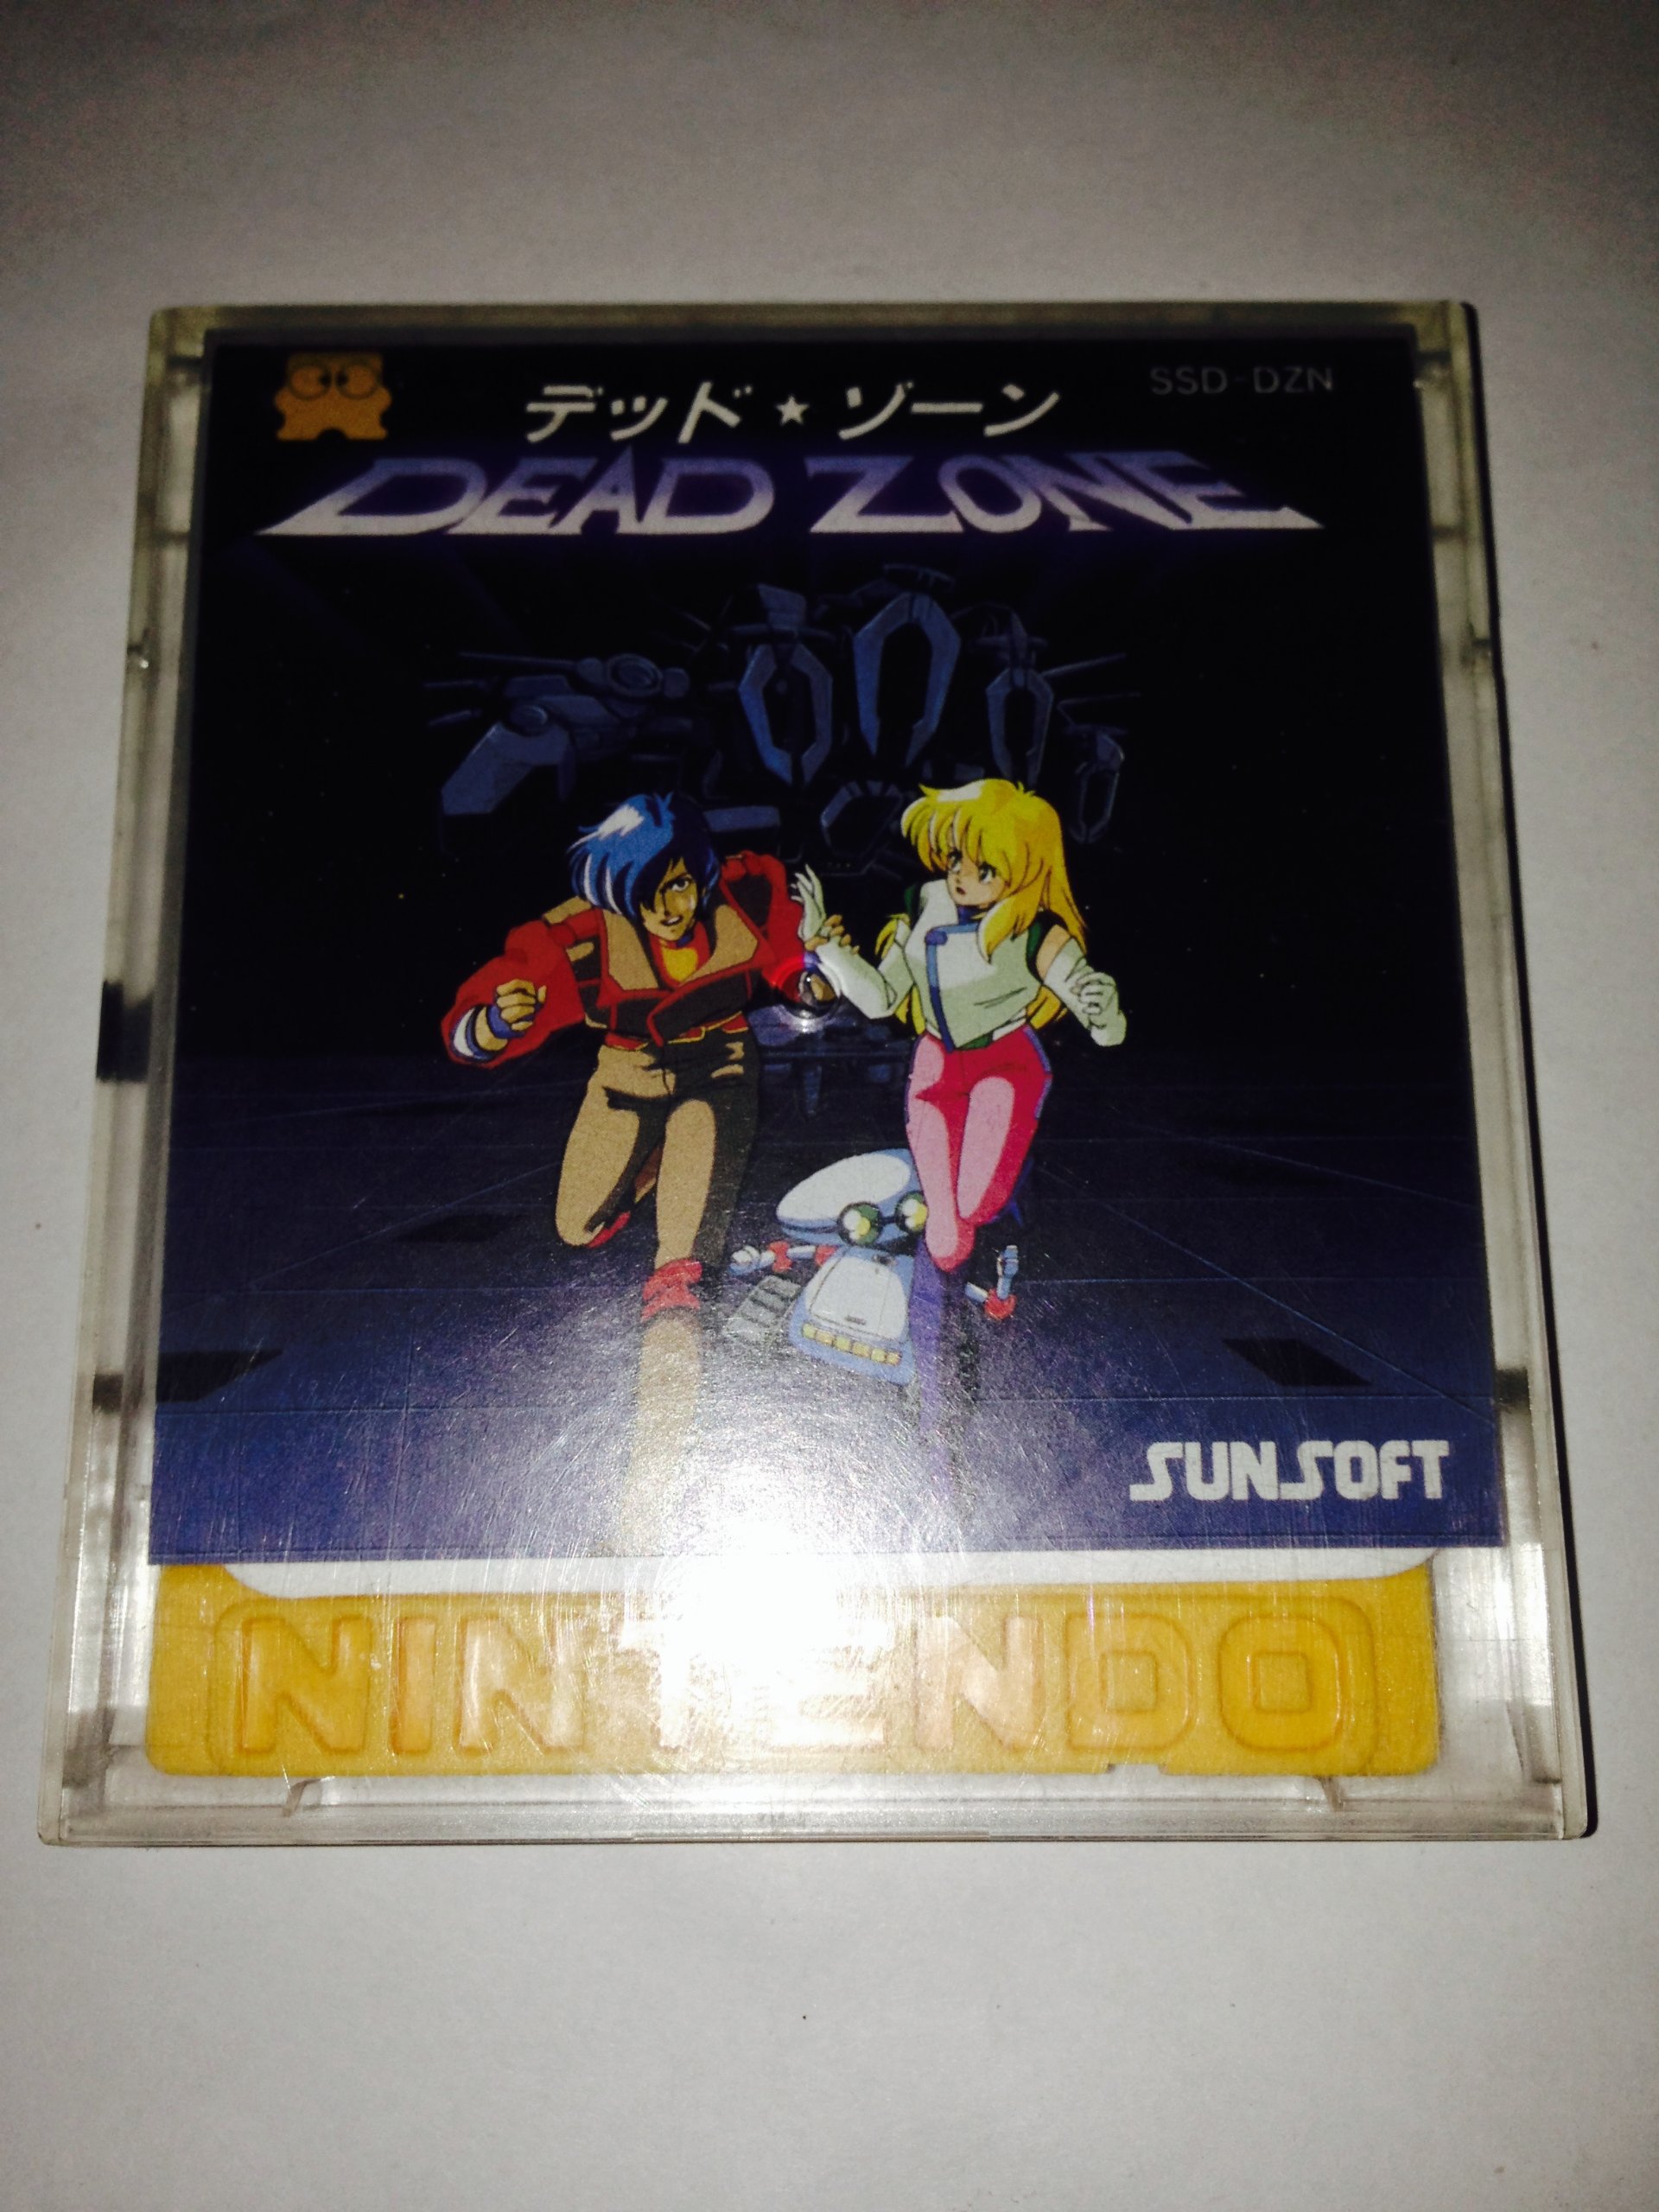 SSD-DZN
デッド★ゾーン
DEAD ZONE
SUNSOFT
NINTENDO